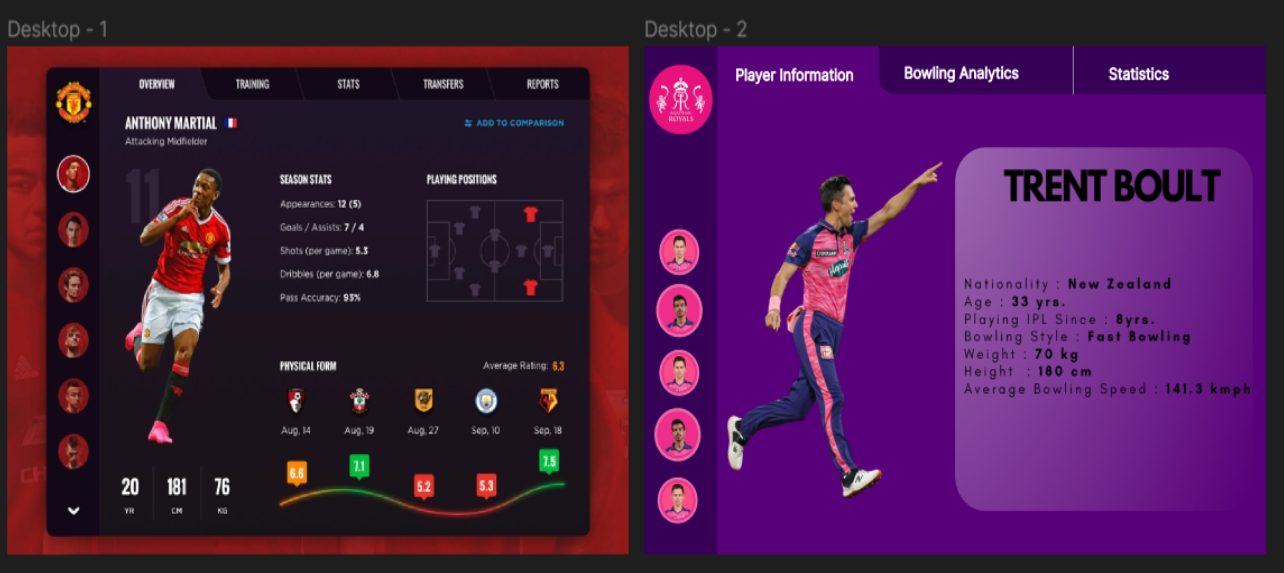 Desktop - 1
OVERVIEW
TRAINING
STATS
TRANSFERS
REPORTS
ANTHONY MARTIAL
Attacking Midfielder
ADD TO COMPARISON
11
SEASON STATS
Appearances: 12 (5)
Goals / Assists: 7 / 4
Shots (per game): 5.3
Dribbles (per game): 6.8
Pass Accuracy: 93%
PLAYING POSITIONS
PHYSICAL FORM
Average Rating: 6.3
Aug, 14
Aug, 19
Aug, 27
Sep, 10
Sep, 18
6.6
7.1
5.2
5.3
7.5
20
YR
181
CM
76
KG
Desktop - 2
Player Information
Bowling Analytics
Statistics
ROYALS
TRENT BOULT
Nationality : New Zealand
Age : 33 yrs.
Playing IPL Since : 8yrs.
Bowling Style : Fast Bowling
Weight : 70 kg
Height : 180 cm
Average Bowling Speed : 141.3 kmph